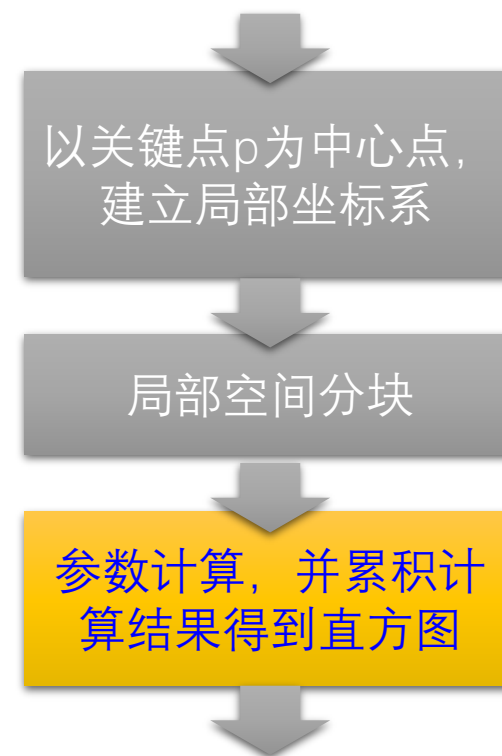 以关键点p为中心点，
建立局部坐标系
局部空间分块
参数计算，并累积计
算结果得到直方图